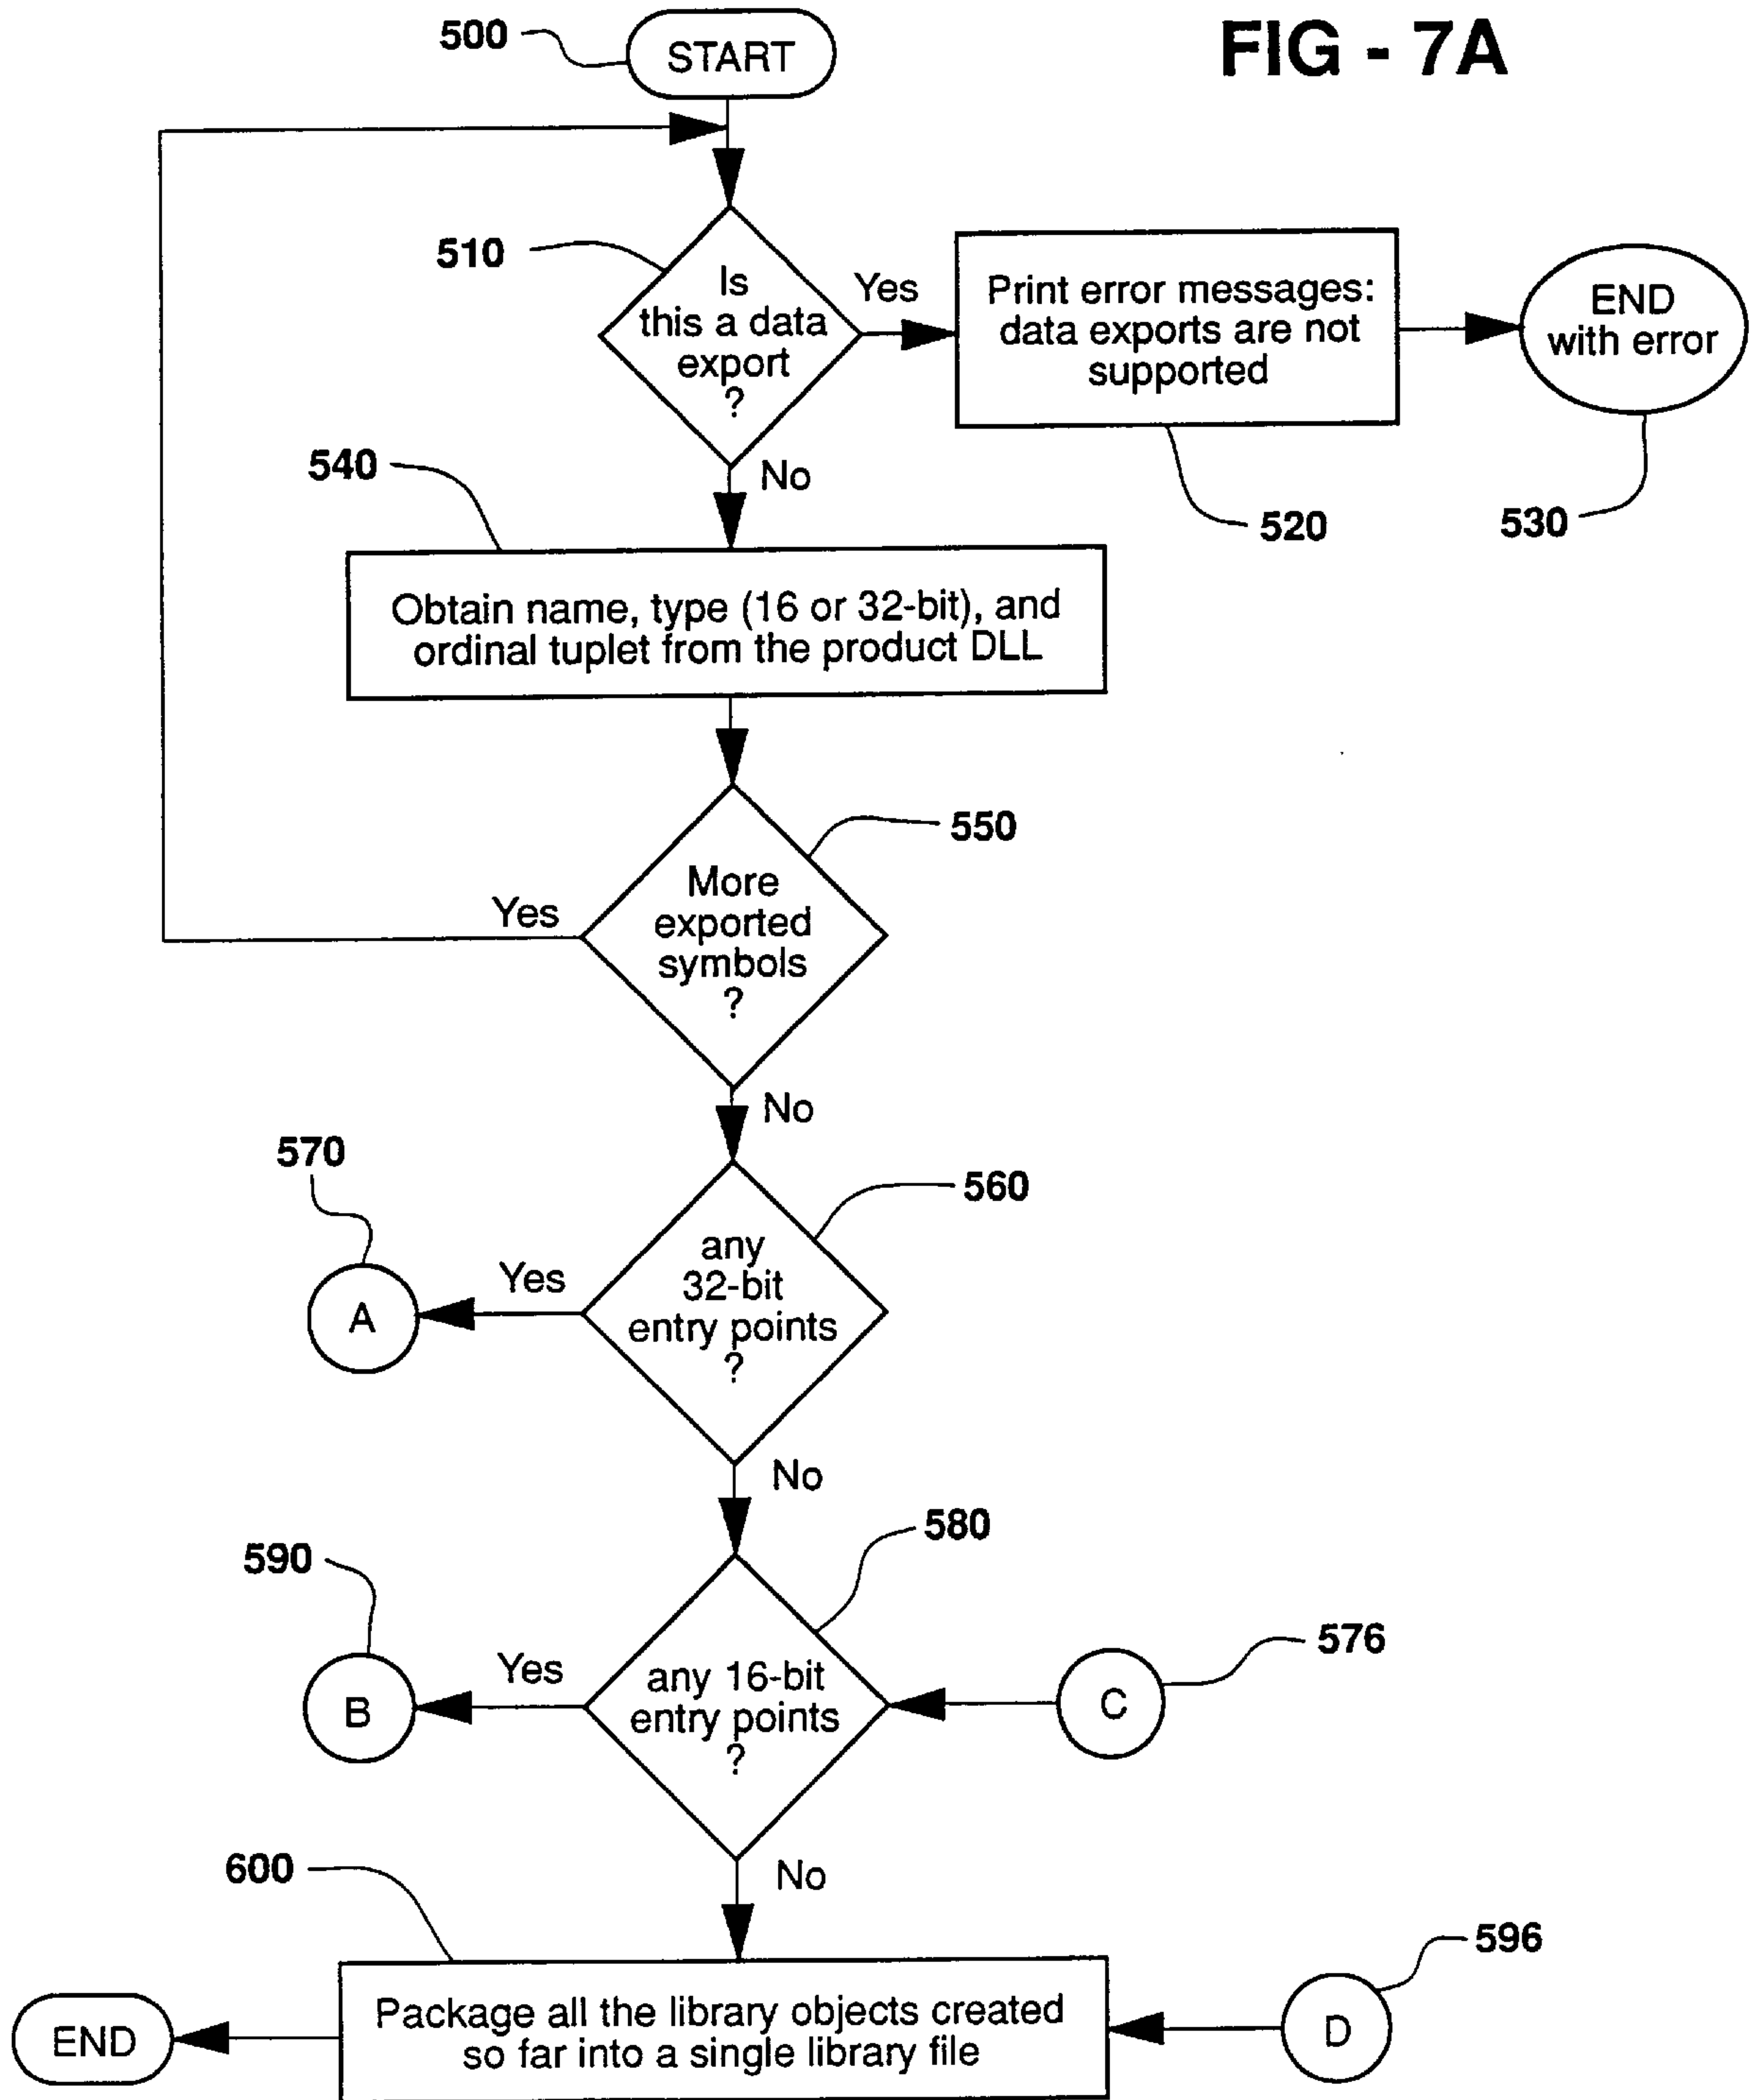 FIG - 7A
500
START
510
Is
this a data
export
?
Yes
Print error messages:
data exports are not
supported
END
with error
520
530
No
540
Obtain name, type (16 or 32-bit), and
ordinal tuplet from the product DLL
550
More
exported
symbols
?
Yes
No
560
570
any
32-bit
entry points
?
Yes
A
No
580
590
any 16-bit
entry points
?
Yes
B
576
C
No
600
596
Package all the library objects created
so far into a single library file
D
END